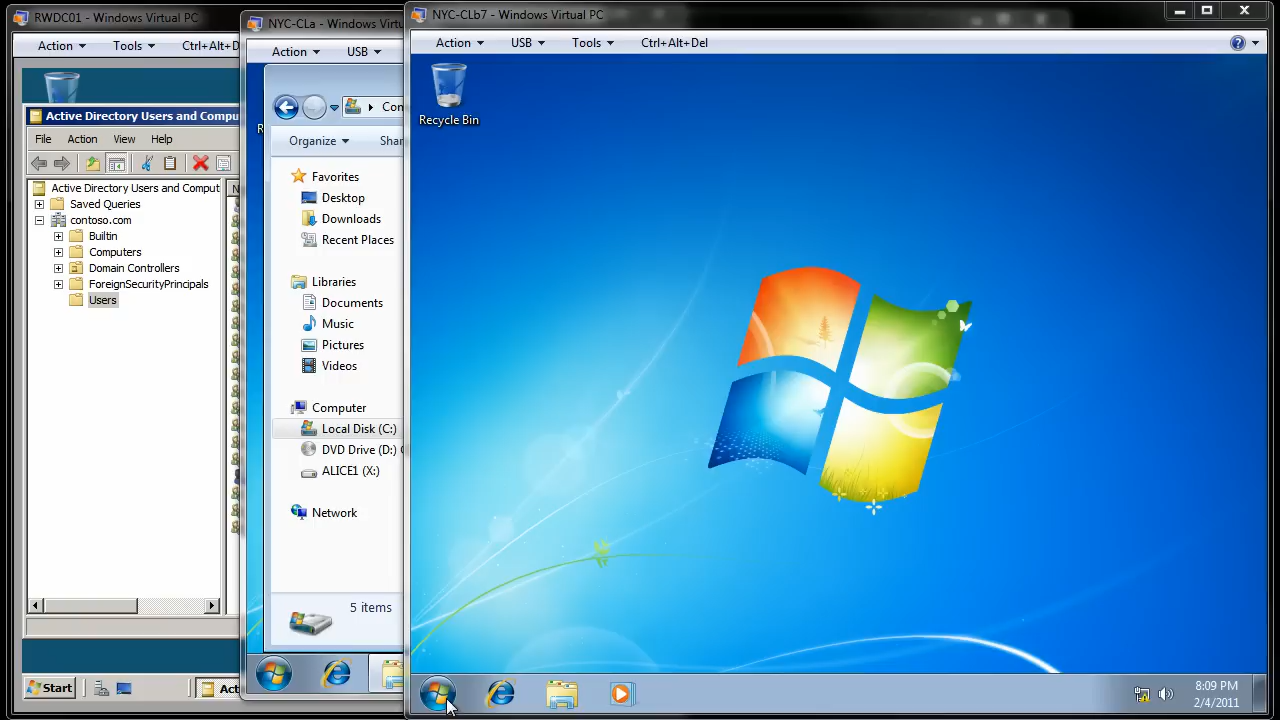 RWDC01 - Windows Virtual PC
Action Tools Ctrl+Alt+D
Active Directory Users and Compu
File Action View Help
Active Directory Users and Comput
Saved Queries
contoso.com
Builtin
Computers
Domain Controllers
ForeignSecurityPrincipals
Users
N
Start
Act
NYC-CLa - Windows Virtu
Action USB
Con
Organize Shar
Favorites
Desktop
Downloads
Recent Places
Libraries
Documents
Music
Pictures
Videos
Computer
Local Disk (C:)
DVD Drive (D:)
ALICE1 (X:)
Network
5 items
R
NYC-CLb7 - Windows Virtual PC
Action USB Tools Ctrl+Alt+Del
Recycle Bin
8:09 PM
2/4/2011